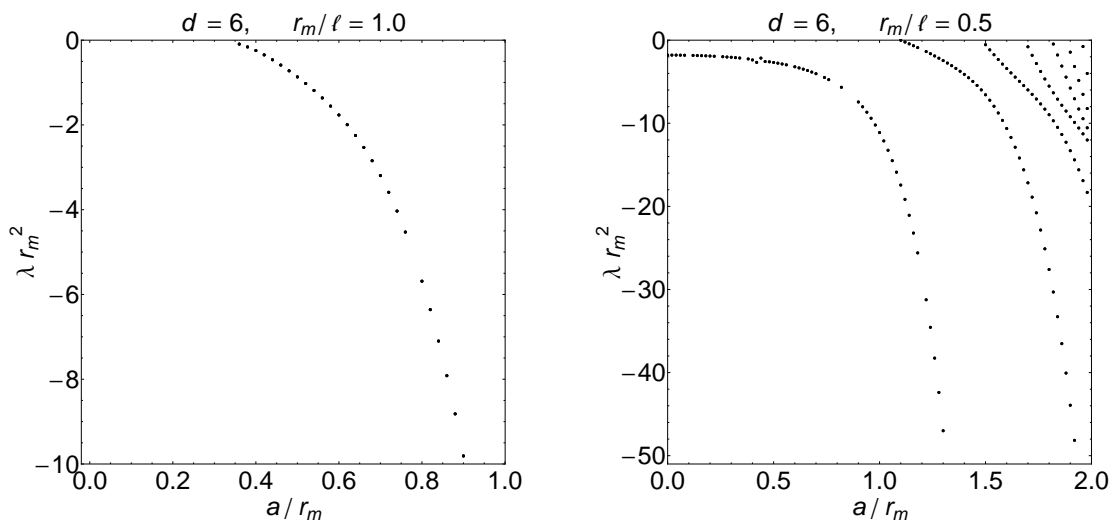 d = 6, r_m/ℓ = 1.0
0
−2
−4
−6
−8
−10
λ r_m^2
0.0 0.2 0.4 0.6 0.8 1.0
a/r_m
d = 6, r_m/ℓ = 0.5
0
−10
−20
−30
−40
−50
λ r_m^2
0.0 0.5 1.0 1.5 2.0
a/r_m